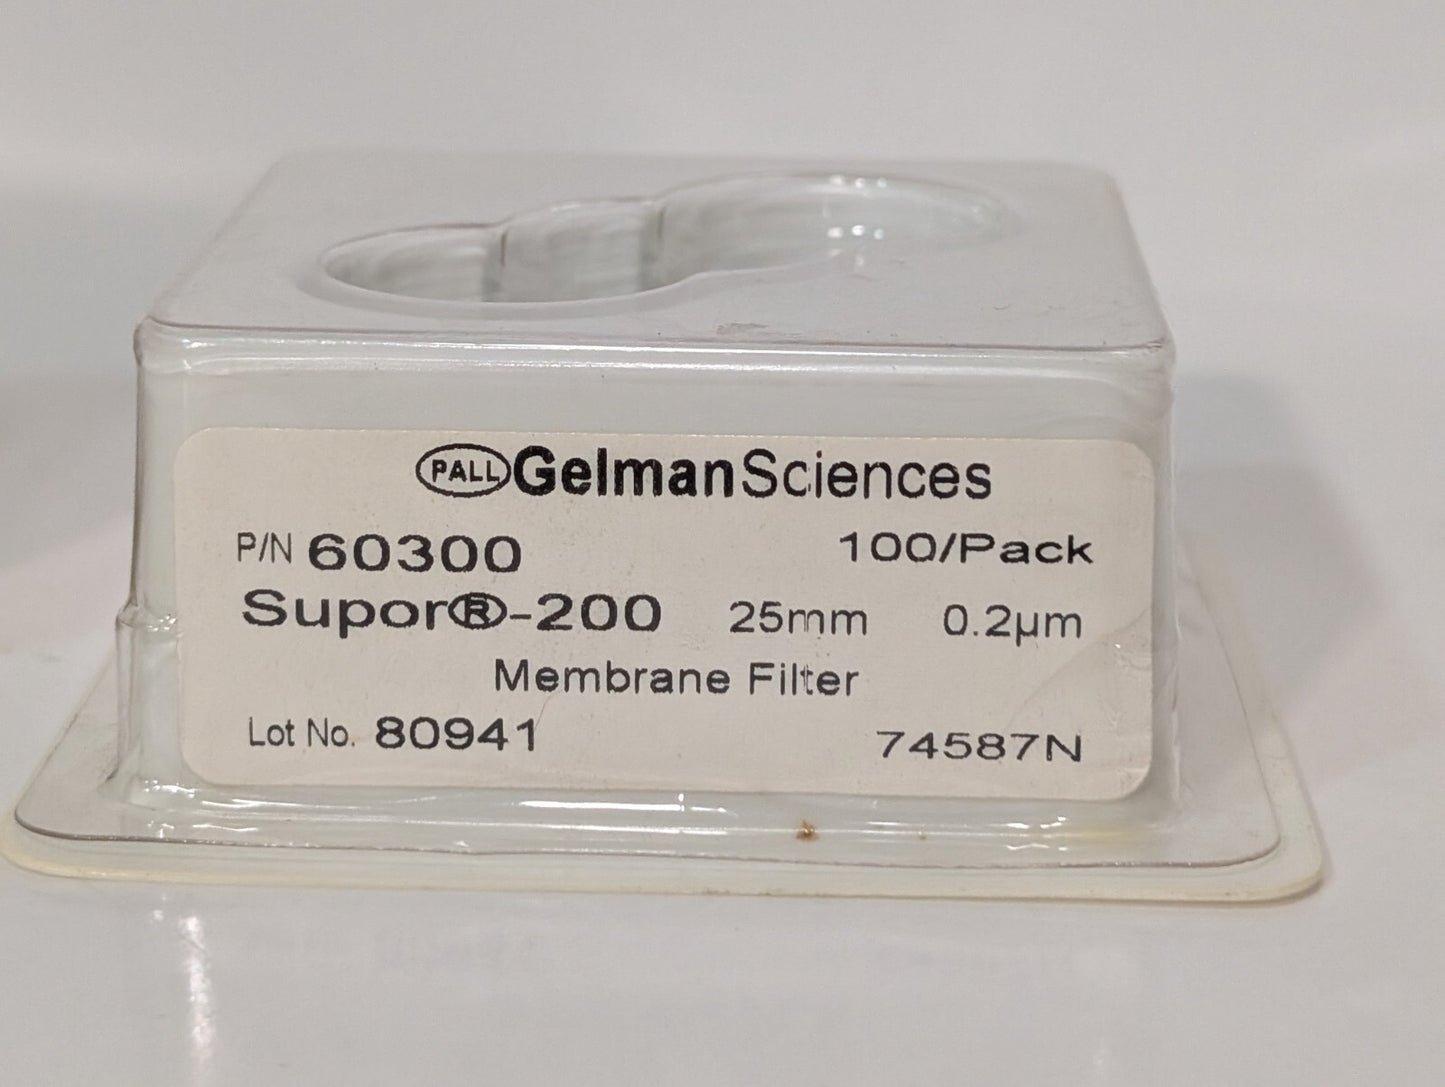 PALL GelmanSciences
P/N 60300 100/Pack
Supor®-200 25mm 0.2µm
Membrane Filter
Lot No. 80941 74587N